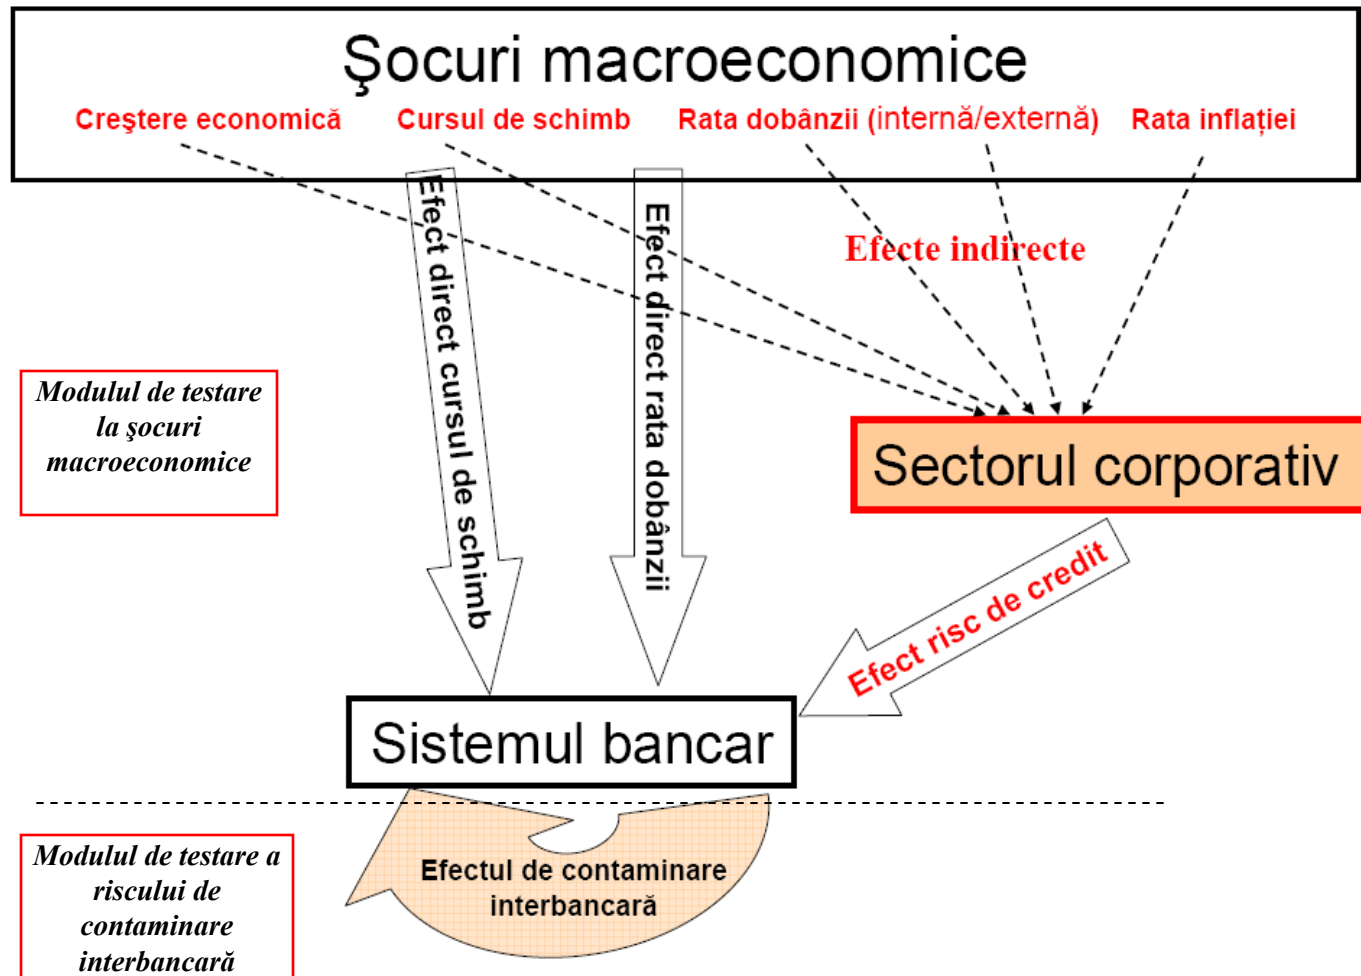 Şocuri macroeconomice
Creştere economică
Cursul de schimb
Rata dobânzii (internă/externă)
Rata inflației
Efect direct cursul de schimb
Efect direct rata dobânzii
Efecte indirecte
Modulul de testare
la şocuri
macroeconomice
Sectorul corporativ
Efect risc de credit
Sistemul bancar
Efectul de contaminare
interbancară
Modulul de testare a
riscului de
contaminare
interbancară